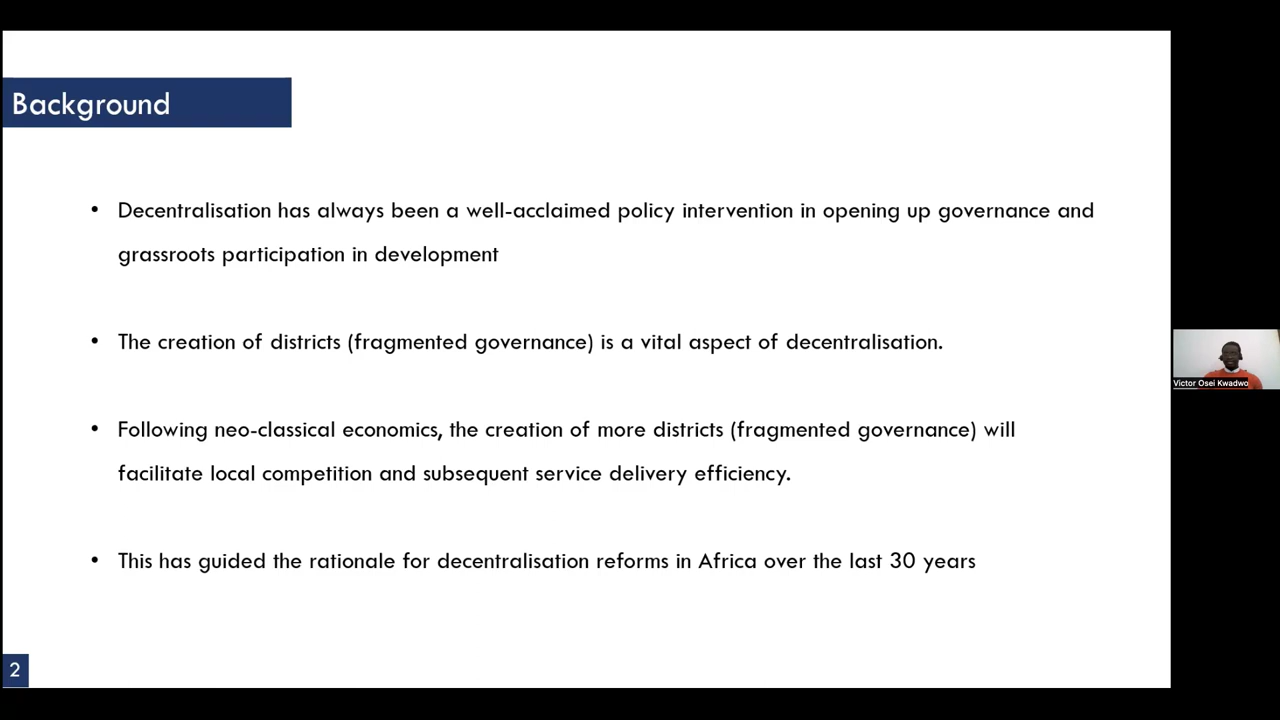 Background
• Decentralisation has always been a well-acclaimed policy intervention in opening up governance and
grassroots participation in development
• The creation of districts (fragmented governance) is a vital aspect of decentralisation.
• Following neo-classical economics, the creation of more districts (fragmented governance) will
facilitate local competition and subsequent service delivery efficiency.
• This has guided the rationale for decentralisation reforms in Africa over the last 30 years
2
Victor Osei Kwadwo